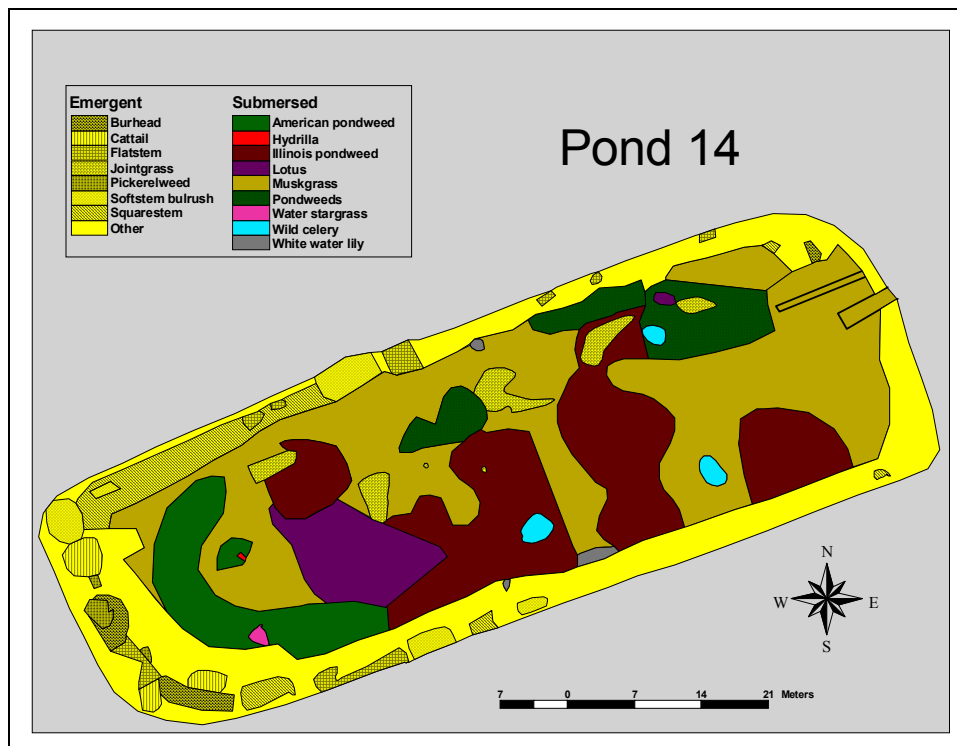 Pond 14
Emergent
Burhead
Cattail
Flatstem
Jointgrass
Pickerelweed
Softstem bulrush
Squarestem
Other
Submersed
American pondweed
Hydrilla
Illinois pondweed
Lotus
Muskgrass
Pondweeds
Water stargrass
Wild celery
White water lily
N
W E
S
7 0 7 14 21 Meters